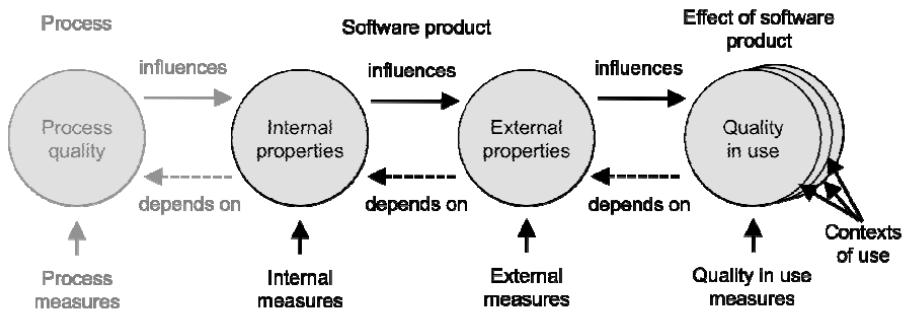 Process
Software product
Effect of software
product
influences
influences
influences
Process
quality
Internal
properties
External
properties
Quality
in use
depends on
depends on
depends on
Contexts
of use
Process
measures
Internal
measures
External
measures
Quality in use
measures